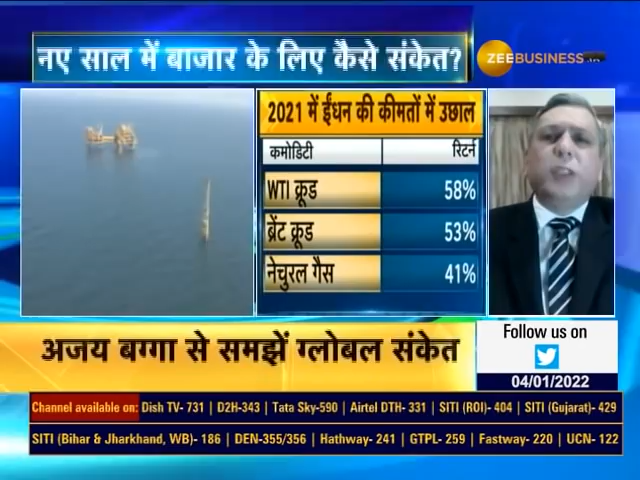 नए साल में बाजार के लिए कैसे संकेत?
ZEEBUSINESS
2021 में ईंधन की कीमतों में उछाल
कमोडिटी रिटर्न
WTI क्रूड 58%
ब्रेंट क्रूड 53%
नेचुरल गैस 41%
अजय बग्गा से समझें ग्लोबल संकेत
Follow us on
04/01/2022
Channel available on: Dish TV- 731 | D2H-343 | Tata Sky-590 | Airtel DTH- 331 | SITI (ROI)- 404 | SITI (Gujarat)- 429
SITI (Bihar & Jharkhand, WB)- 186 | DEN-355/356 | Hathway- 241 | GTPL- 259 | Fastway- 220 | UCN- 122